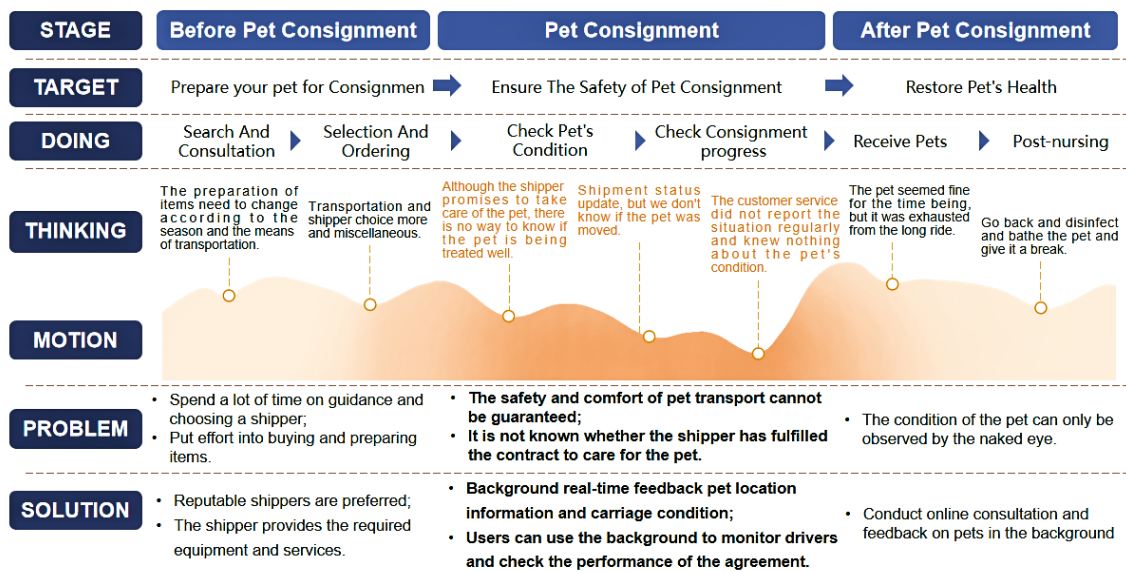 STAGE
Before Pet Consignment
Pet Consignment
After Pet Consignment
TARGET
Prepare your pet for Consignmen
Ensure The Safety of Pet Consignment
Restore Pet's Health
DOING
Search And
Consultation
Selection And
Ordering
Check Pet's
Condition
Check Consignment
progress
Receive Pets
Post-nursing
THINKING
The preparation of
items need to change
according to the
season and the means
of transportation.
Transportation and
shipper choice more
and miscellaneous.
Although the shipper
promises to take
care of the pet, there
is no way to know if
the pet is being
treated well.
Shipment status
update, but we don't
know if the pet was
moved.
The customer service
did not report the
situation regularly
and knew nothing
about the pet's
condition.
The pet seemed fine
for the time being,
but it was exhausted
from the long ride.
Go back and disinfect
and bathe the pet and
give it a break.
MOTION
PROBLEM
• Spend a lot of time on guidance and
choosing a shipper;
• Put effort into buying and preparing
items.
• The safety and comfort of pet transport cannot
be guaranteed;
• It is not known whether the shipper has fulfilled
the contract to care for the pet.
• The condition of the pet can only be
observed by the naked eye.
SOLUTION
• Reputable shippers are preferred;
• The shipper provides the required
equipment and services.
• Background real-time feedback pet location
information and carriage condition;
• Users can use the background to monitor drivers
and check the performance of the agreement.
• Conduct online consultation and
feedback on pets in the background